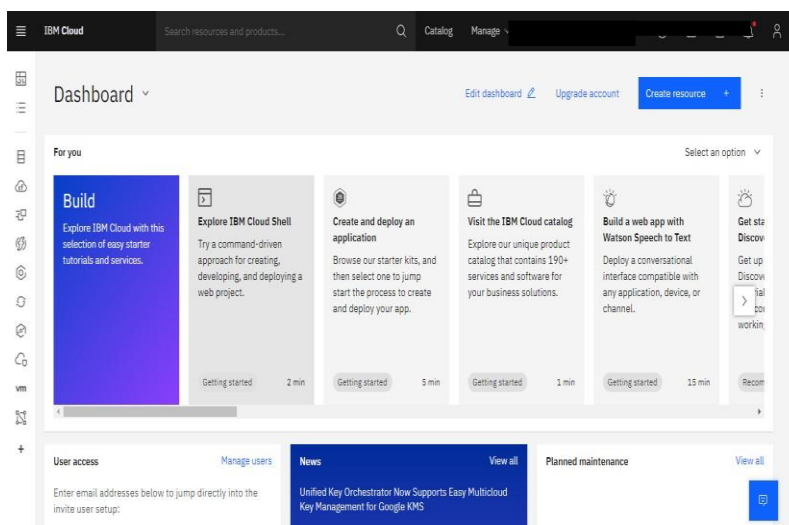 IBM Cloud
Search resources and products...
Catalog
Manage
Dashboard
Edit dashboard
Upgrade account
Create resource +
For you
Select an option
Build
Explore IBM Cloud with this
selection of easy starter
tutorials and services.
Explore IBM Cloud Shell
Try a command-driven
approach for creating,
developing, and deploying a
web project.
Getting started
2 min
Create and deploy an
application
Browse our starter kits, and
then select one to jump
start the process to create
and deploy your app.
Getting started
5 min
Visit the IBM Cloud catalog
Explore our unique product
catalog that contains 190+
services and software for
your business solutions.
Getting started
1 min
Build a web app with
Watson Speech to Text
Deploy a conversational
interface compatible with
any application, device, or
channel.
Getting started
15 min
Get sta
Discov
Get up
Discov
workin
Recom
vm
User access
Manage users
Enter email addresses below to jump directly into the
invite user setup:
News
View all
Unified Key Orchestrator Now Supports Easy Multicloud
Key Management for Google KMS
Planned maintenance
View all